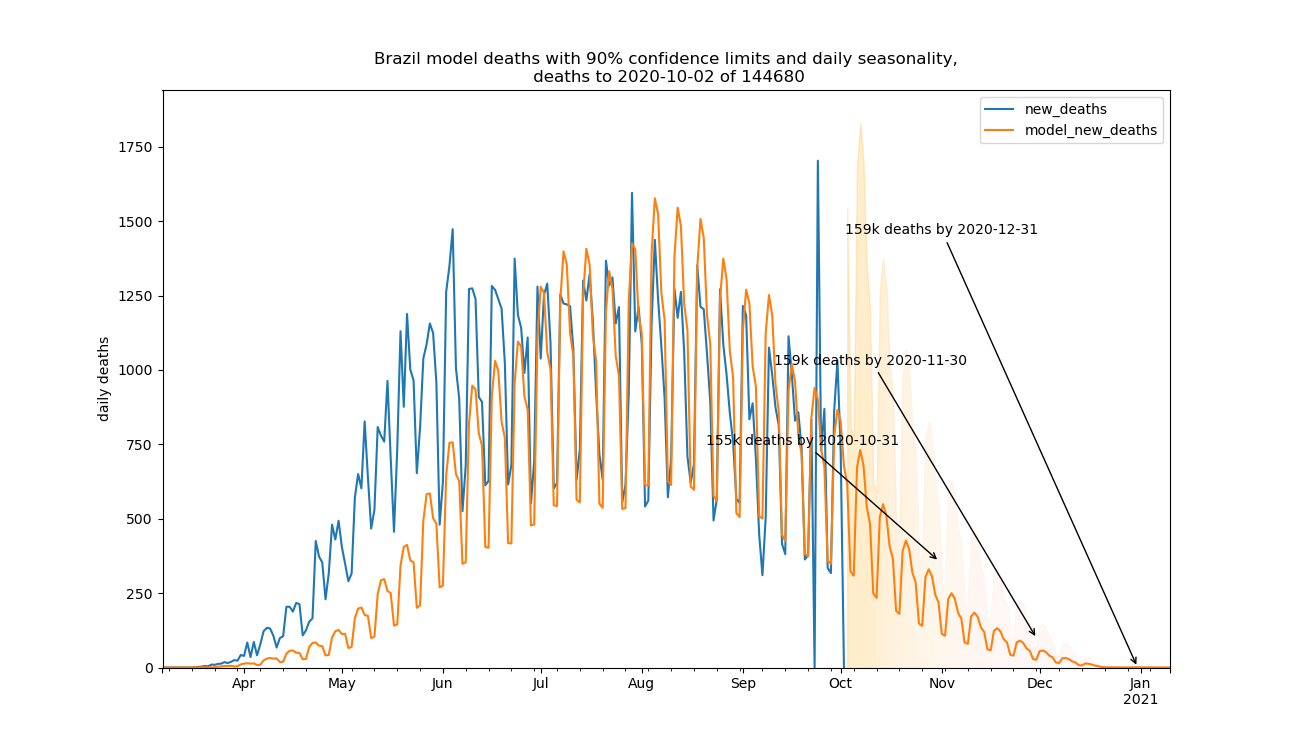 Brazil model deaths with 90% confidence limits and daily seasonality,
deaths to 2020-10-02 of 144680
new_deaths
model_new_deaths
1750
1500
1250
1000
750
500
250
0
daily deaths
159k deaths by 2020-12-31
159k deaths by 2020-11-30
155k deaths by 2020-10-31
Apr May Jun Jul Aug Sep Oct Nov Dec Jan
2021